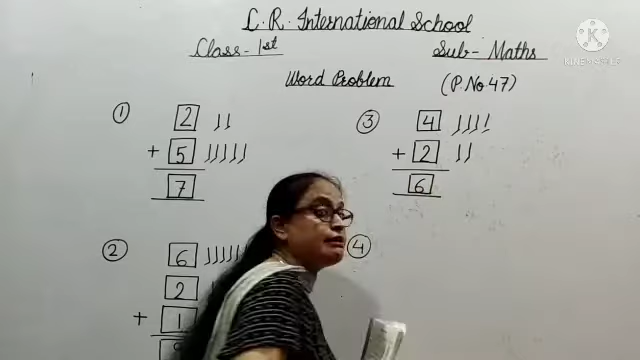 C. R. International School
Class - 1st
Sub - Maths
Word Problem
(P. No. 47)
① 2
+ 5
7
② 6
2
+ 1
③ 4
+ 2
6
④
KINEMASTER